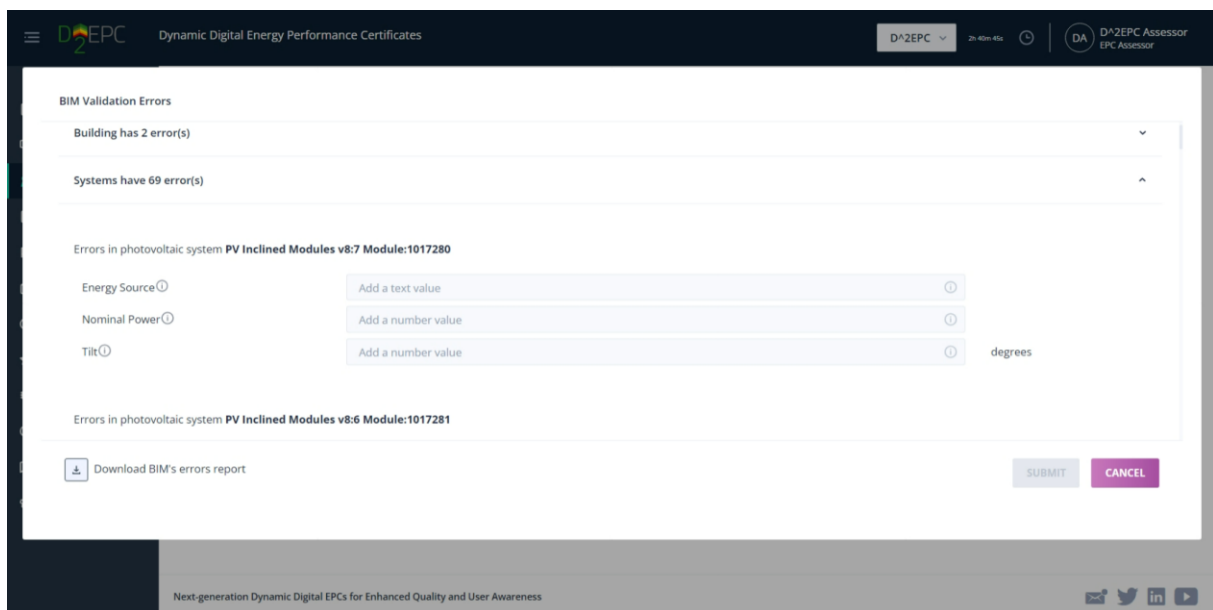 D2EPC
Dynamic Digital Energy Performance Certificates
D^2EPC
2h 40m 45s
DA
D^2EPC Assessor
EPC Assessor
BIM Validation Errors
Building has 2 error(s)
Systems have 69 error(s)
Errors in photovoltaic system PV Inclined Modules v8:7 Module:1017280
Energy Source Add a text value
Nominal Power Add a number value
Tilt Add a number value degrees
Errors in photovoltaic system PV Inclined Modules v8:6 Module:1017281
Download BIM's errors report
SUBMIT
CANCEL
Next-generation Dynamic Digital EPCs for Enhanced Quality and User Awareness